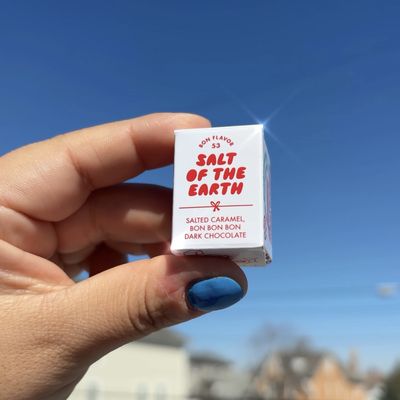 BON FLAVOR
53
SALT
OF THE
EARTH
SALTED CARAMEL,
BON BON BON
DARK CHOCOLATE